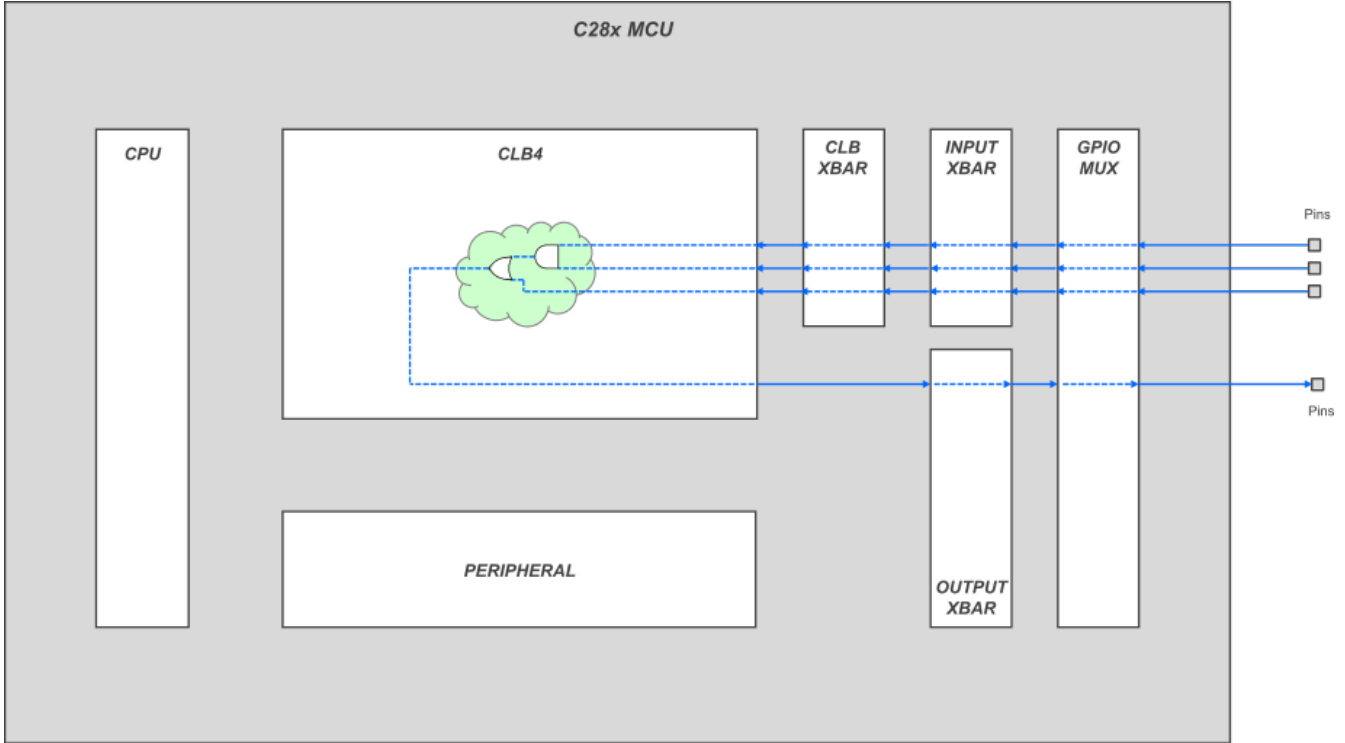 C28x MCU
CPU
CLB4
CLB
XBAR
INPUT
XBAR
GPIO
MUX
Pins
Pins
PERIPHERAL
OUTPUT
XBAR